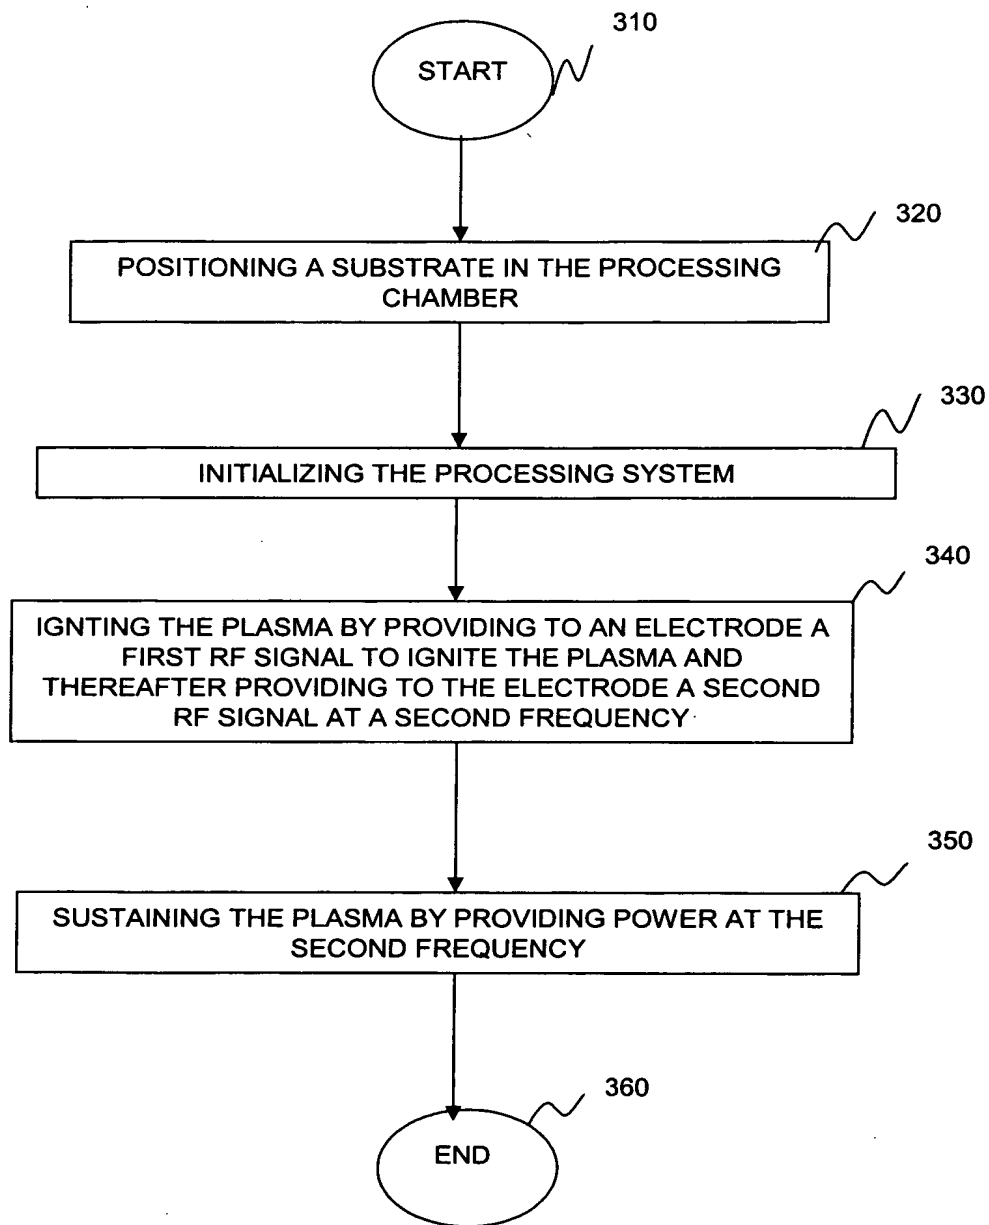 310
START
320
POSITIONING A SUBSTRATE IN THE PROCESSING
CHAMBER
330
INITIALIZING THE PROCESSING SYSTEM
340
IGNTING THE PLASMA BY PROVIDING TO AN ELECTRODE A
FIRST RF SIGNAL TO IGNITE THE PLASMA AND
THEREAFTER PROVIDING TO THE ELECTRODE A SECOND
RF SIGNAL AT A SECOND FREQUENCY
350
SUSTAINING THE PLASMA BY PROVIDING POWER AT THE
SECOND FREQUENCY
360
END